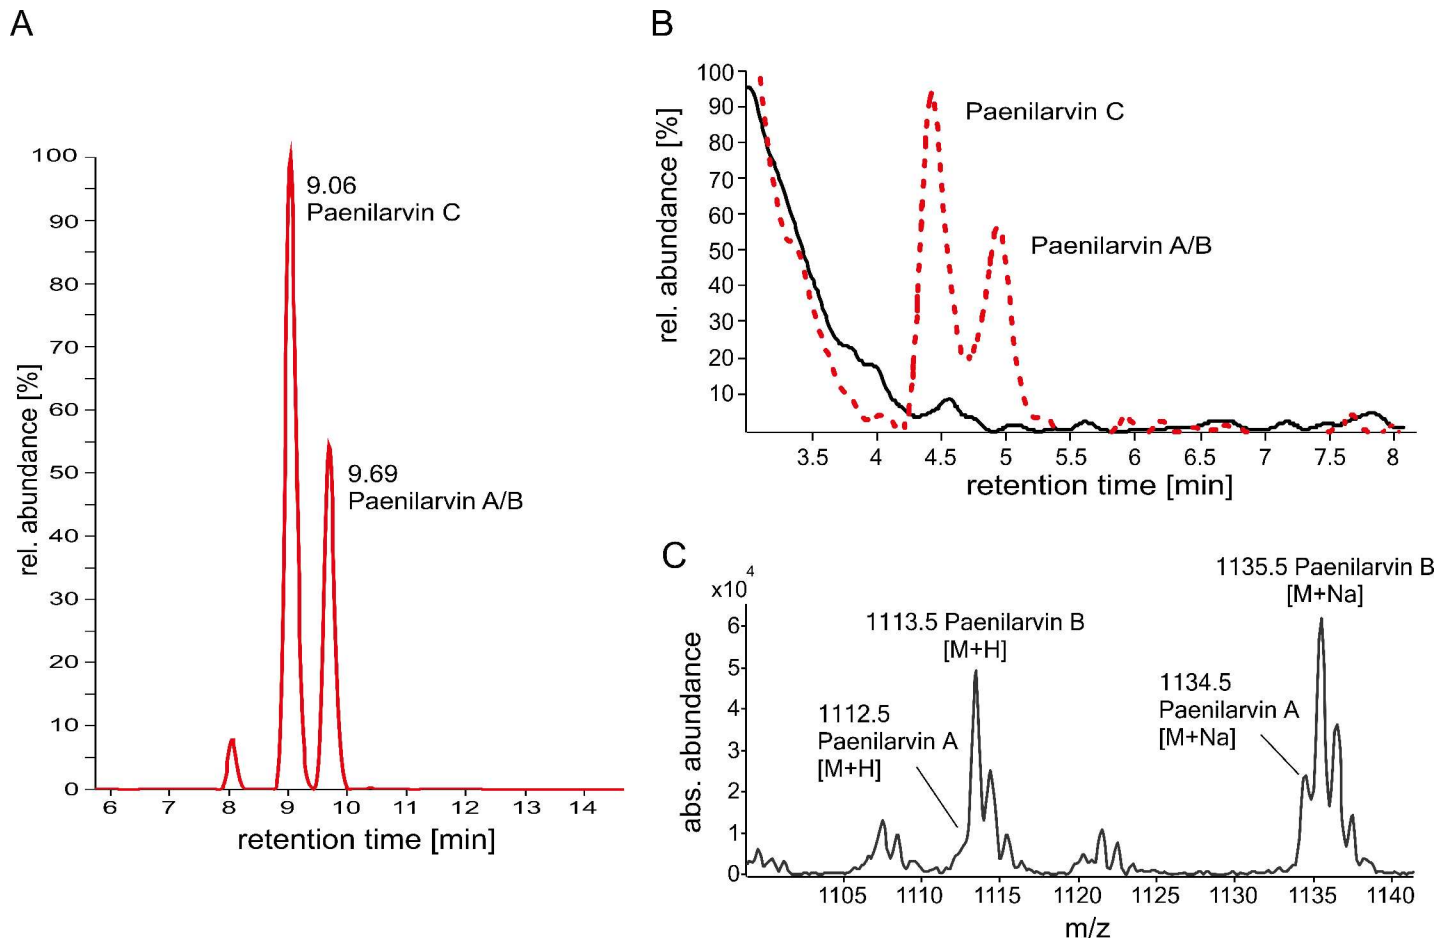 A
100
90
80
70
60
50
40
30
20
10
0
rel. abundance [%]
9.06
Paenilarvin C
9.69
Paenilarvin A/B
6 7 8 9 10 11 12 13 14
retention time [min]
B
100
90
80
70
60
50
40
30
20
10
rel. abundance [%]
Paenilarvin C
Paenilarvin A/B
3.5 4 4.5 5 5.5 6 6.5 7 7.5 8
retention time [min]
C
x10 4
6
5
4
3
2
1
0
abs. abundance
1112.5
Paenilarvin A
[M+H]
1113.5 Paenilarvin B
[M+H]
1134.5
Paenilarvin A
[M+Na]
1135.5 Paenilarvin B
[M+Na]
1105 1110 1115 1120 1125 1130 1135 1140
m/z